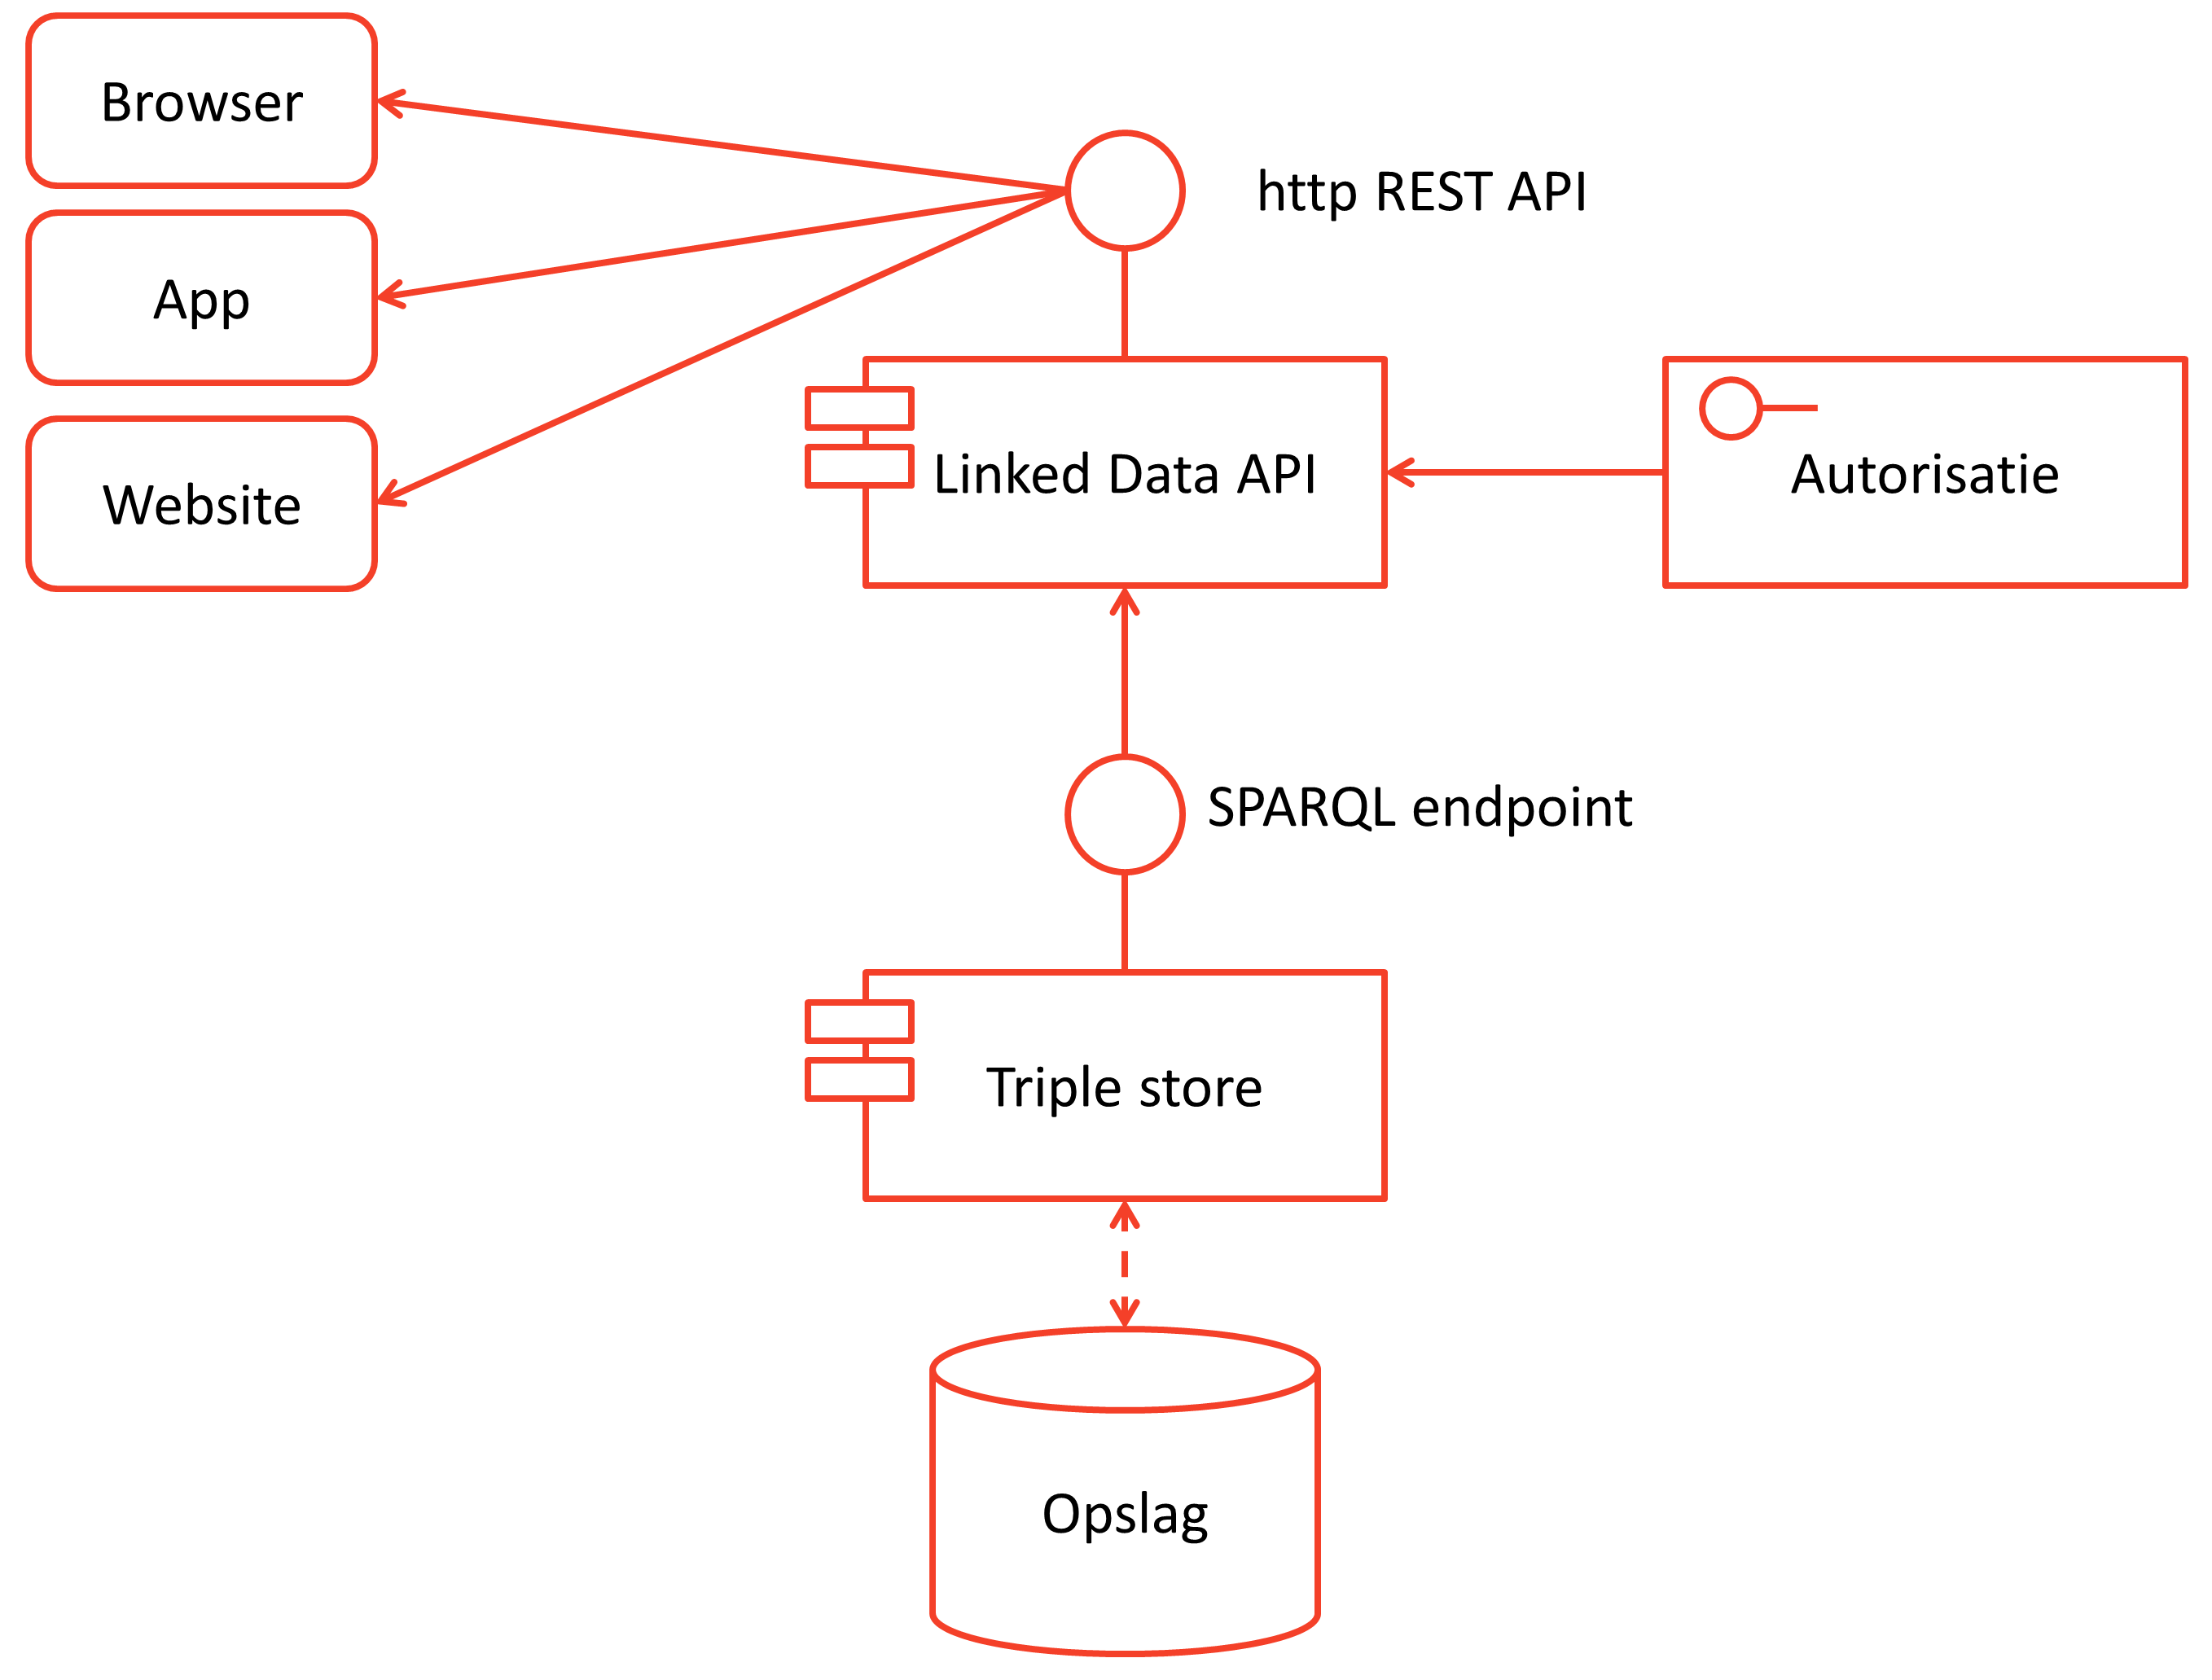 Browser
http REST API
App
Linked Data API
Autorisatie
Website
SPARQL endpoint
Triple store
Opslag